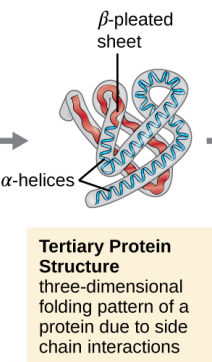 β-pleated
sheet
α-helices
Tertiary Protein
Structure
three-dimensional
folding pattern of a
protein due to side
chain interactions